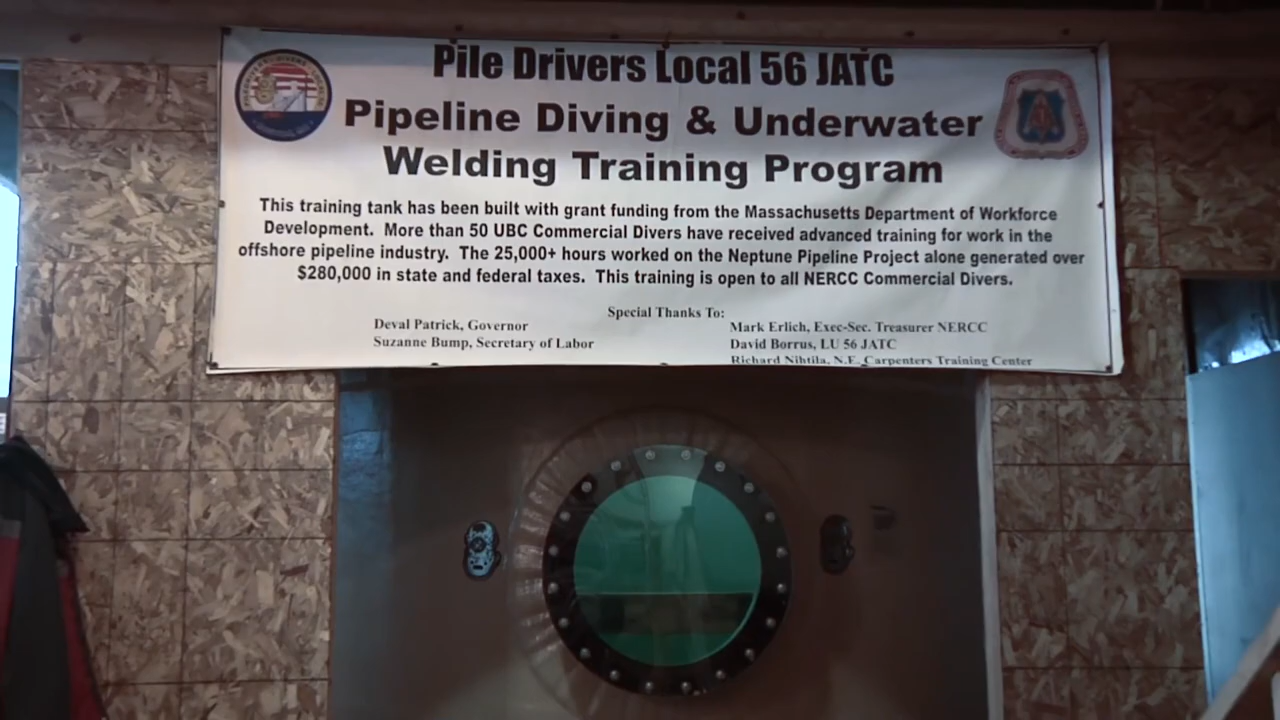 Pile Drivers Local 56 JATC
Pipeline Diving & Underwater
Welding Training Program
This training tank has been built with grant funding from the Massachusetts Department of Workforce
Development. More than 50 UBC Commercial Divers have received advanced training for work in the
offshore pipeline industry. The 25,000+ hours worked on the Neptune Pipeline Project alone generated over
$280,000 in state and federal taxes. This training is open to all NERCC Commercial Divers.
Special Thanks To:
Deval Patrick, Governor
Suzanne Bump, Secretary of Labor
Mark Erlich, Exec-Sec. Treasurer NERCC
David Borrus, LU 56 JATC
Richard Nihtila, N.E. Carpenters Training Center